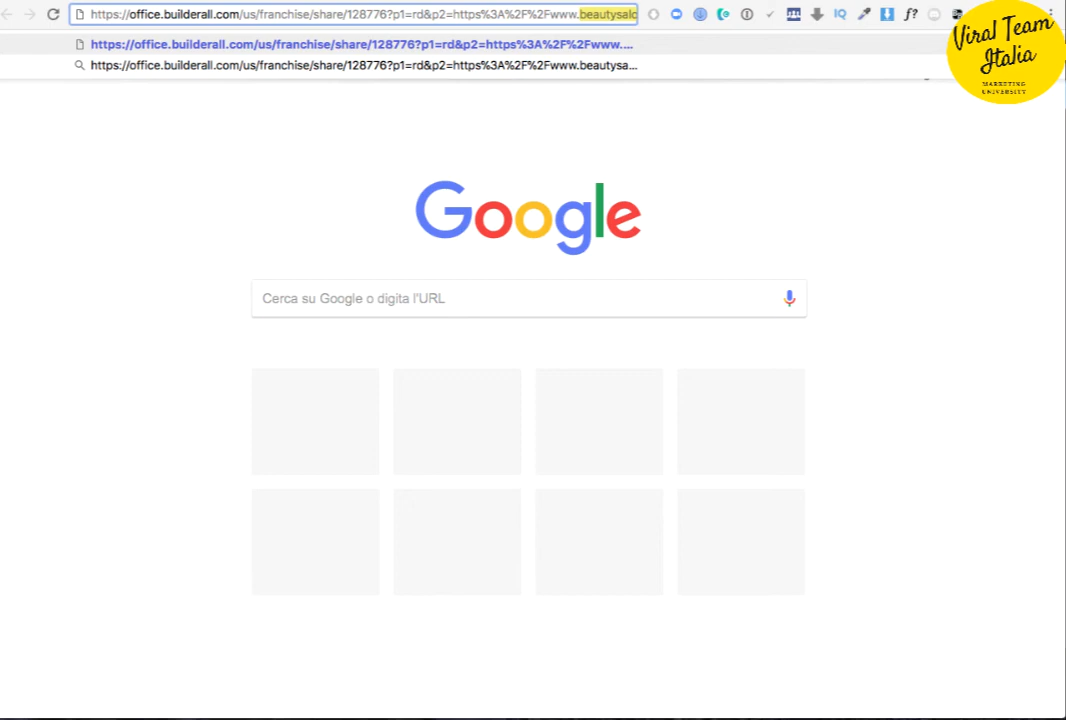 https://office.builderall.com/us/franchise/share/128776?p1=rd&p2=https%3A%2F%2Fwww.beautysalc
https://office.builderall.com/us/franchise/share/128776?p1=rd&p2=https%3A%2F%2Fwww....
https://office.builderall.com/us/franchise/share/128776?p1=rd&p2=https%3A%2F%2Fwww.beautysa...
IQ
f?
Viral Team
Italia
MARKETING
UNIVERSITY
Google
Cerca su Google o digita l'URL